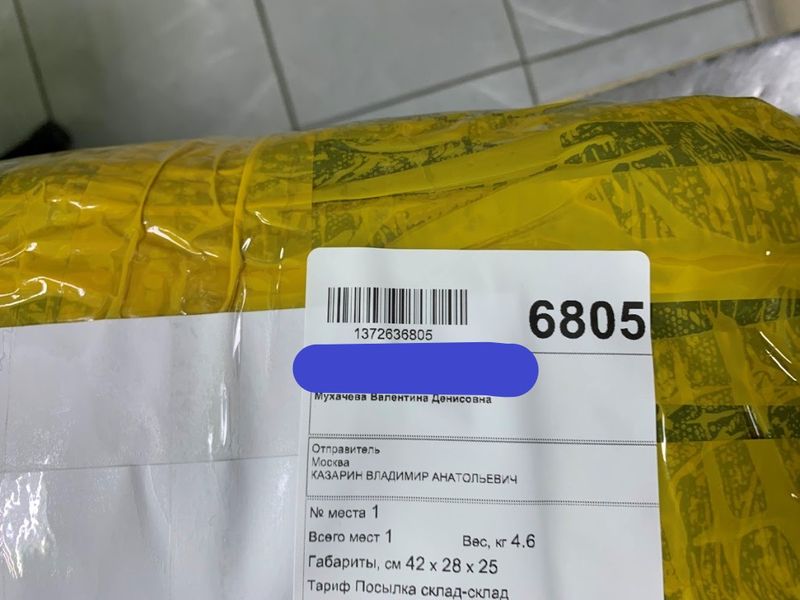 6805
1372636805
Мухачева Валентина Денисовна
Отправитель
Москва
КАЗАРИН ВЛАДИМИР АНАТОЛЬЕВИЧ
№ места 1
Всего мест 1 Вес, кг 4.6
Габариты, см 42 x 28 x 25
Тариф Посылка склад-склад